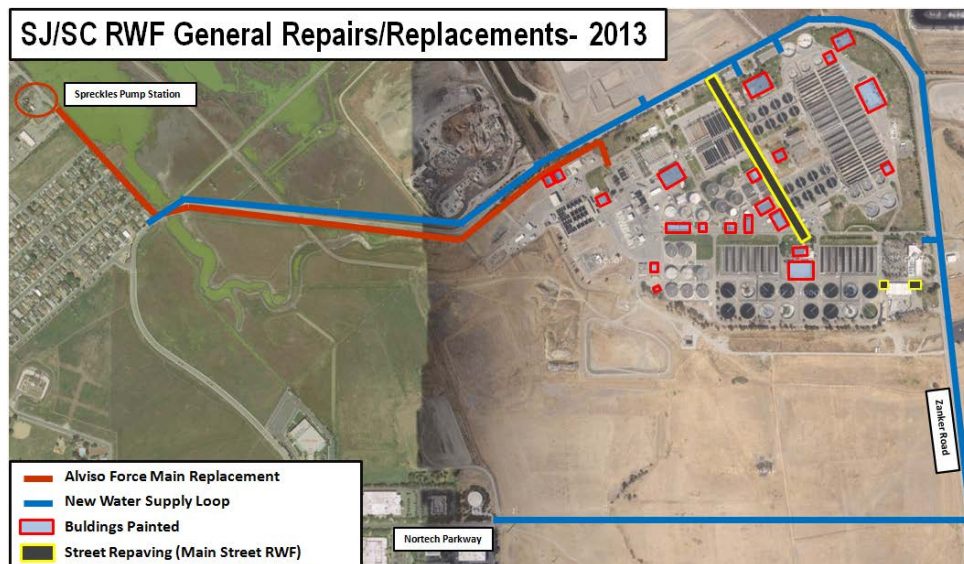 SJ/SC RWF General Repairs/Replacements- 2013
Spreckles Pump Station
Zanker Road
Alviso Force Main Replacement
New Water Supply Loop
Buldings Painted
Street Repaving (Main Street RWF)
Nortech Parkway